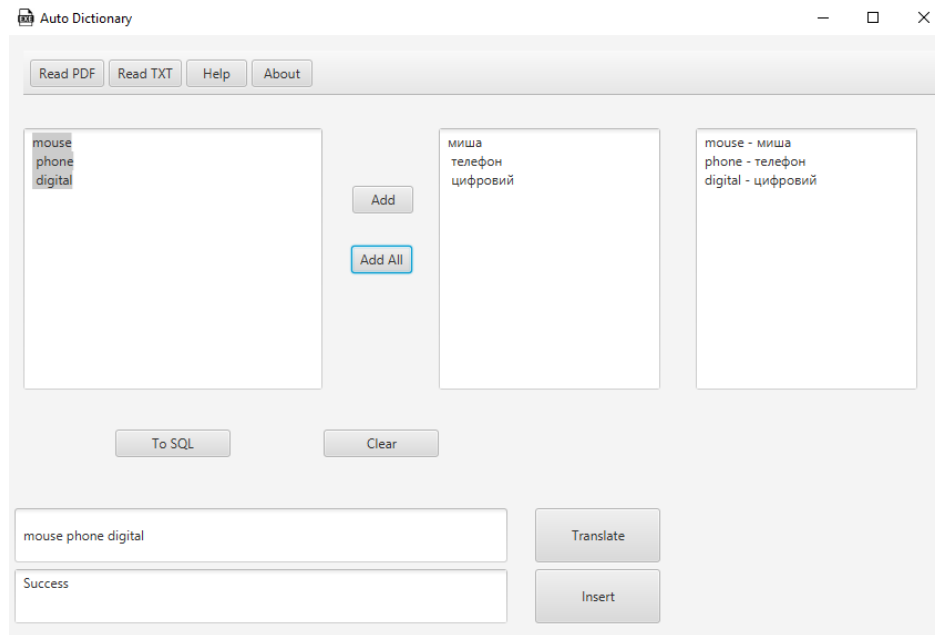 Auto Dictionary
Read PDF Read TXT Help About
mouse
phone
digital
Add
Add All
миша
телефон
цифровий
mouse - миша
phone - телефон
digital - цифровий
To SQL Clear
mouse phone digital
Translate
Success
Insert